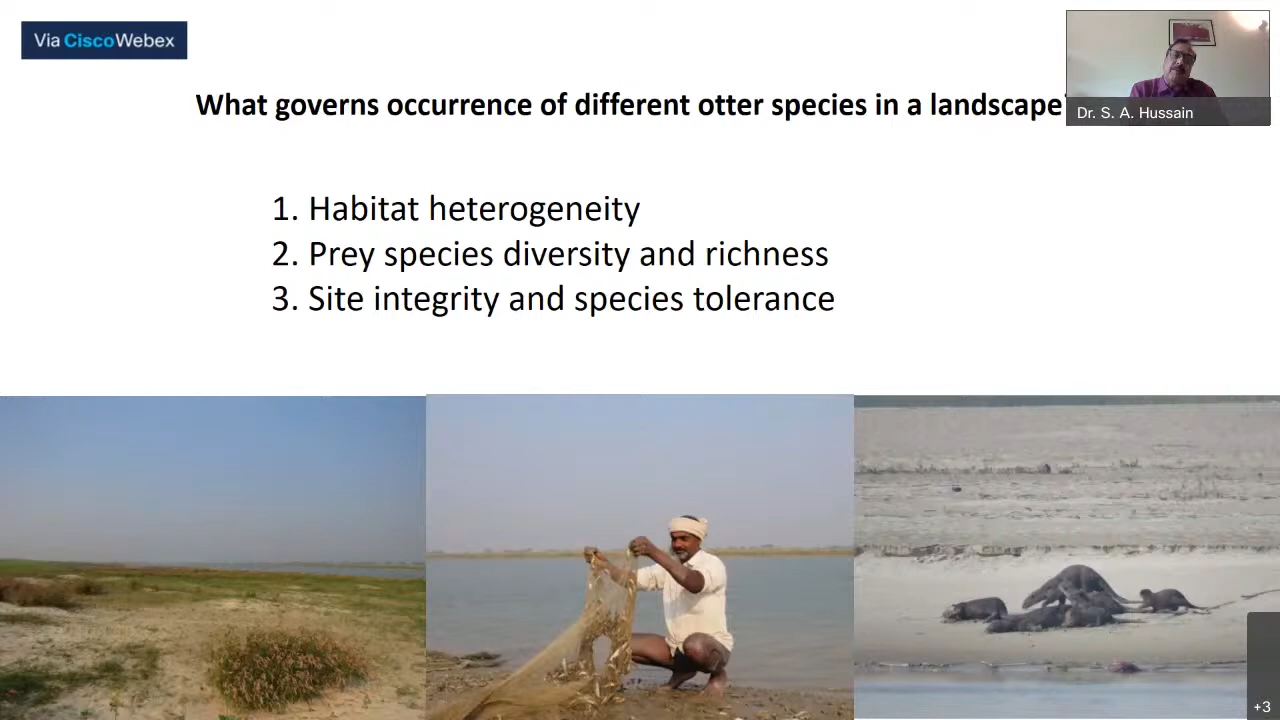 Via CiscoWebex
What governs occurrence of different otter species in a landscape
Dr. S. A. Hussain
1. Habitat heterogeneity
2. Prey species diversity and richness
3. Site integrity and species tolerance
+3